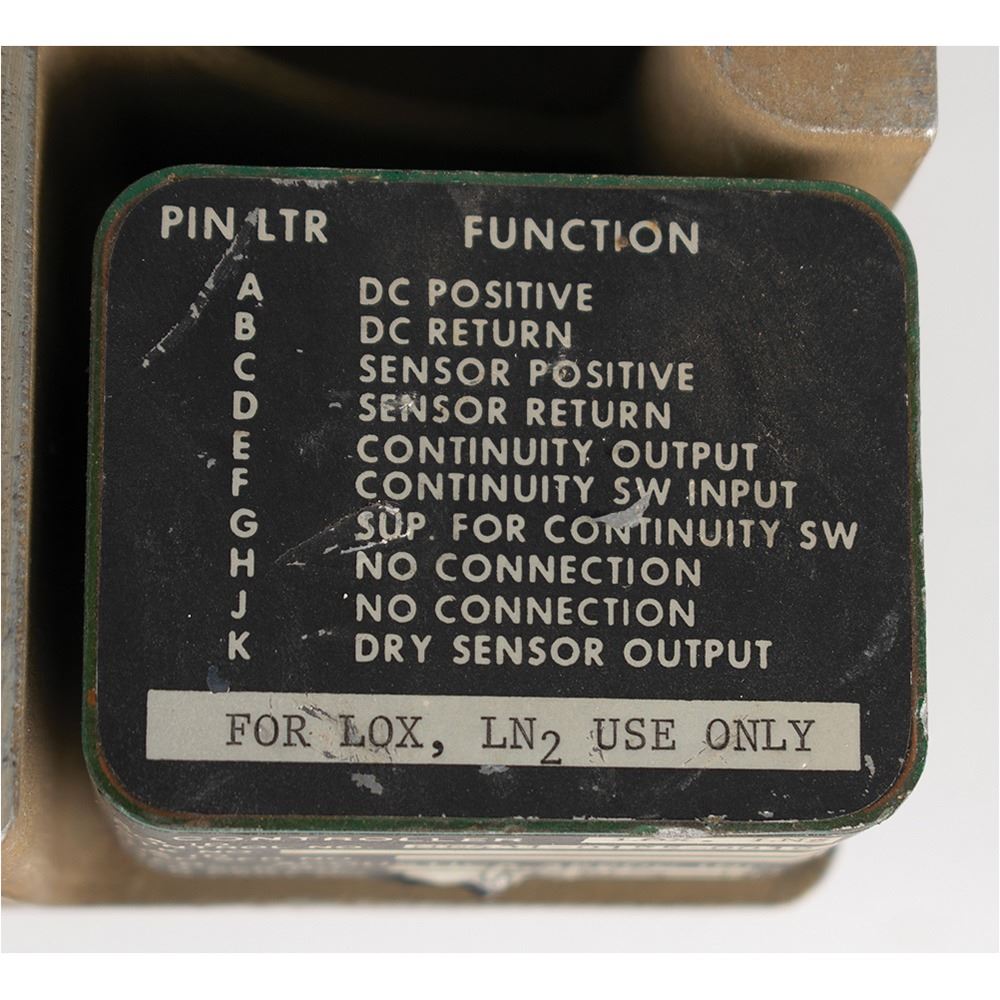 PIN LTR FUNCTION
A DC POSITIVE
B DC RETURN
C SENSOR POSITIVE
D SENSOR RETURN
E CONTINUITY OUTPUT
F CONTINUITY SW INPUT
G SUP. FOR CONTINUITY SW
H NO CONNECTION
J NO CONNECTION
K DRY SENSOR OUTPUT
FOR LOX, LN₂ USE ONLY